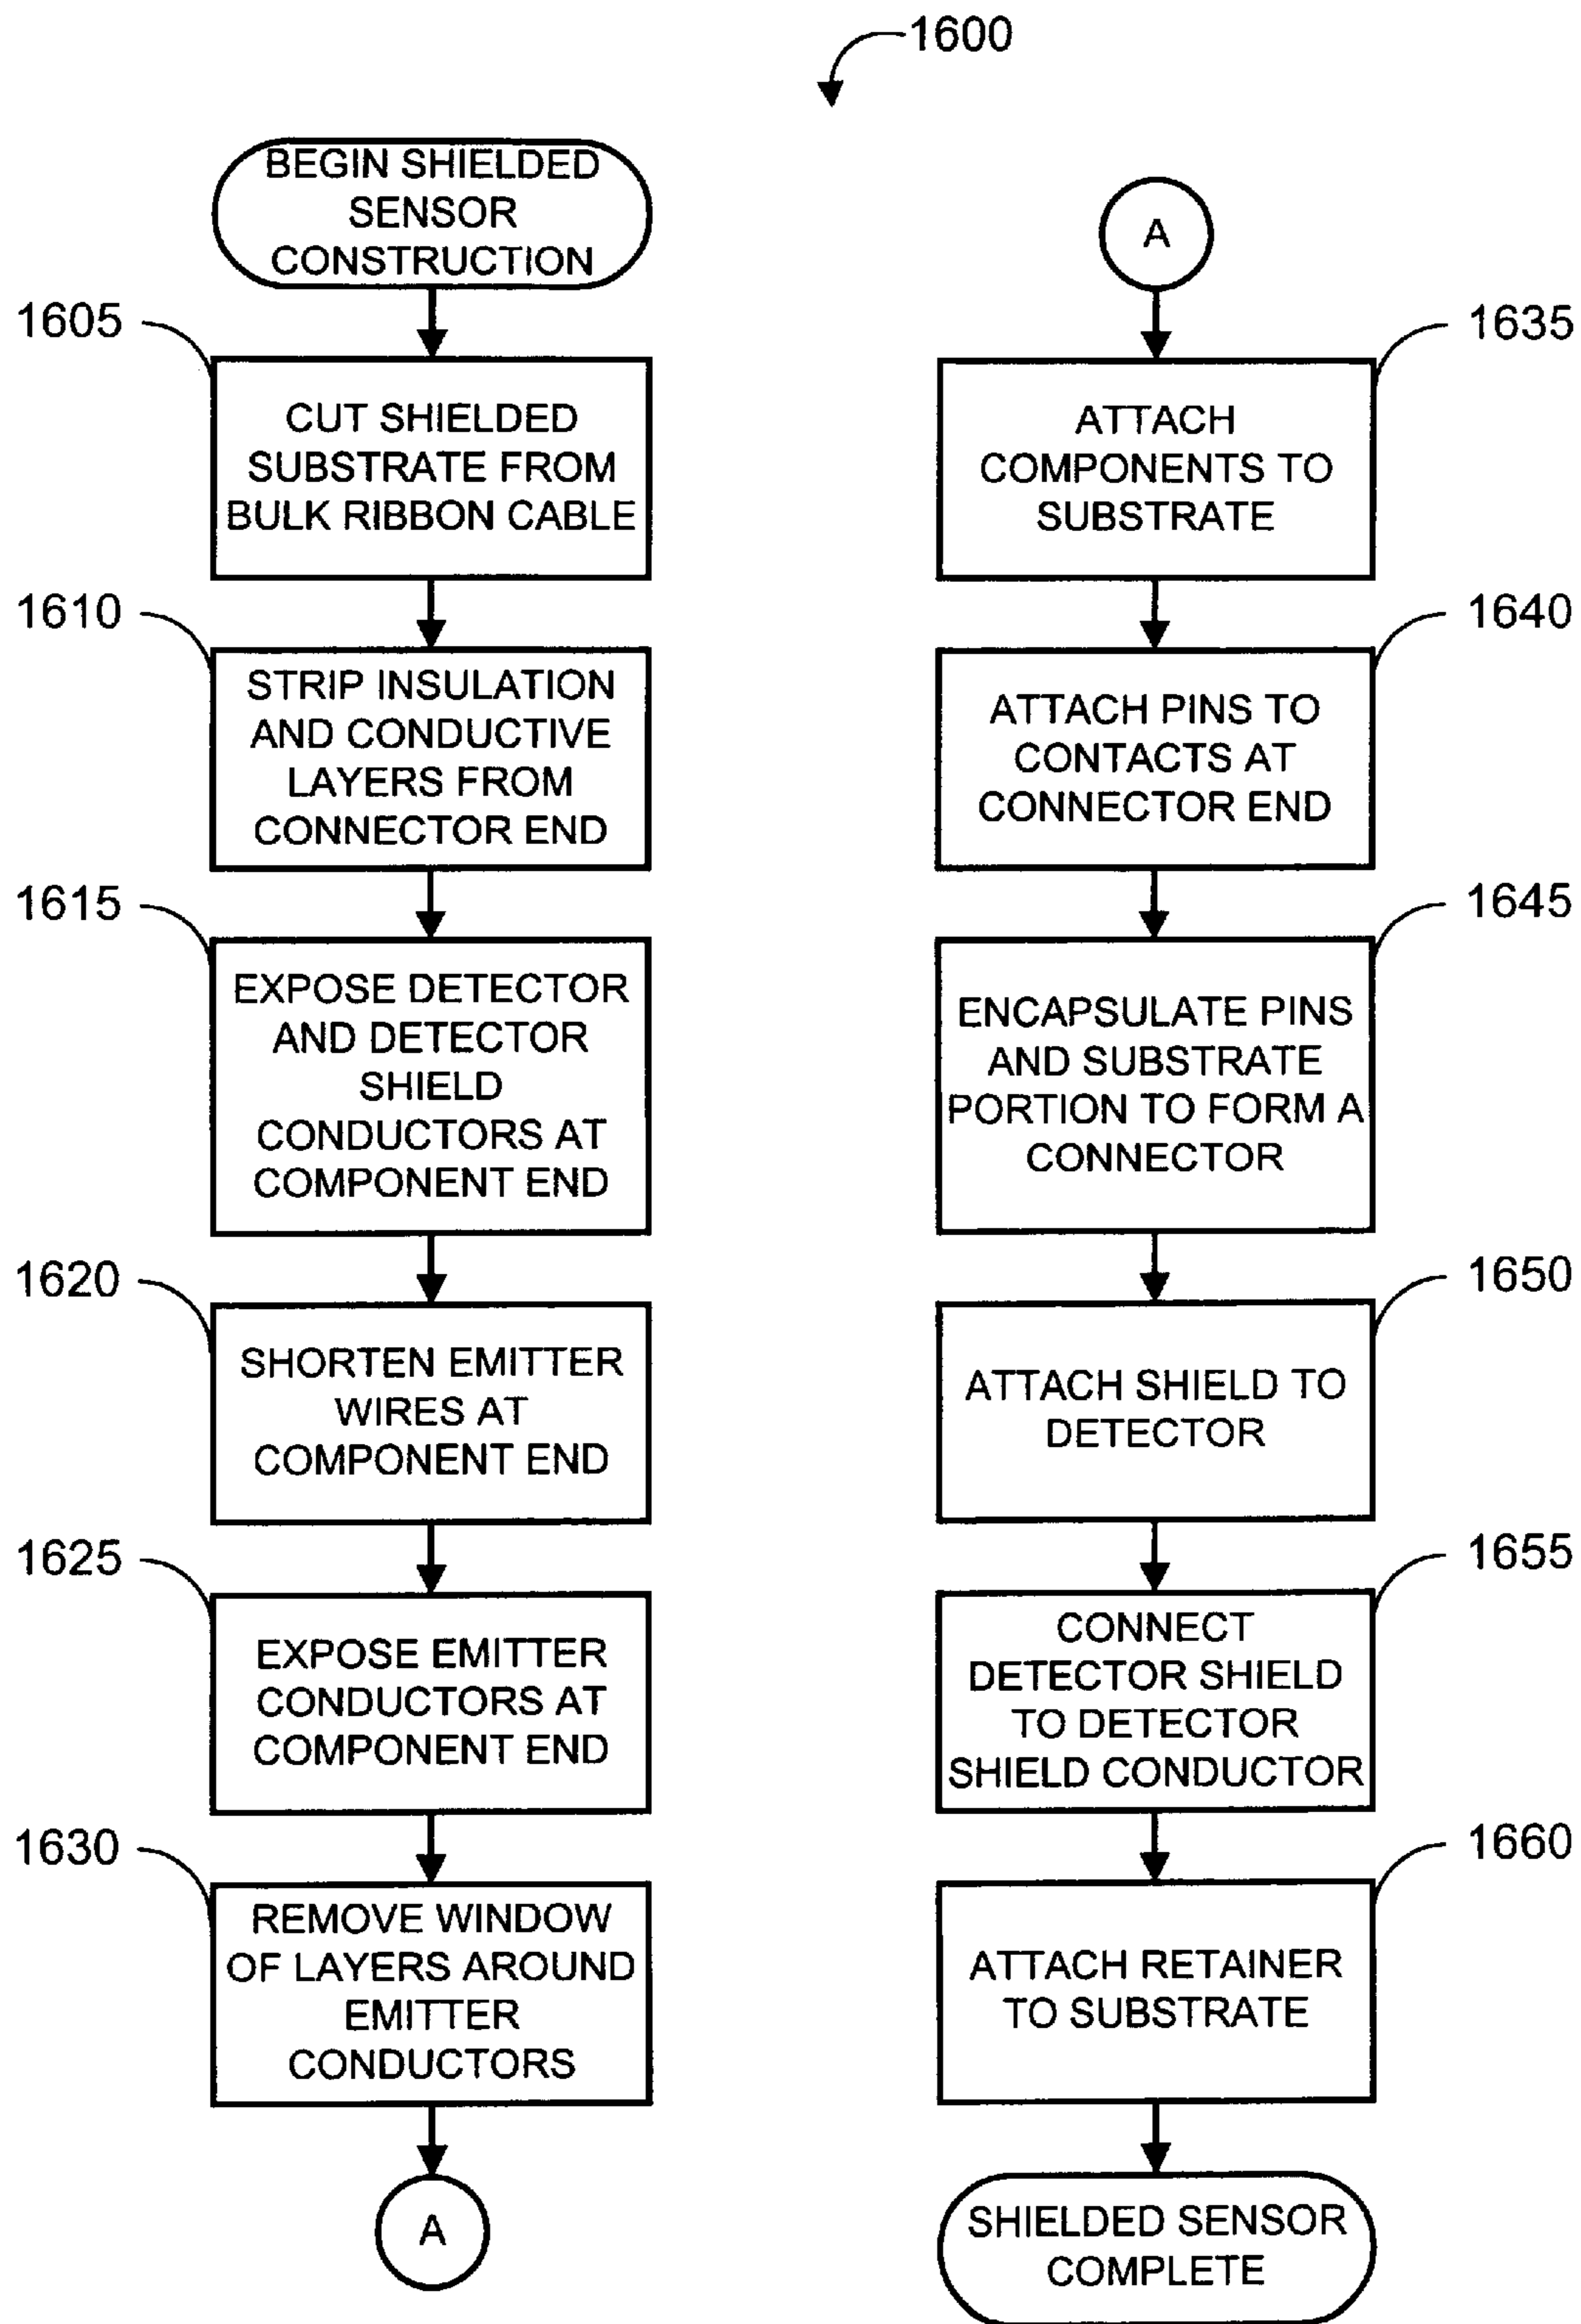 1600
BEGIN SHIELDED
SENSOR
CONSTRUCTION
1605
CUT SHIELDED
SUBSTRATE FROM
BULK RIBBON CABLE
1610
STRIP INSULATION
AND CONDUCTIVE
LAYERS FROM
CONNECTOR END
1615
EXPOSE DETECTOR
AND DETECTOR
SHIELD
CONDUCTORS AT
COMPONENT END
1620
SHORTEN EMITTER
WIRES AT
COMPONENT END
1625
EXPOSE EMITTER
CONDUCTORS AT
COMPONENT END
1630
REMOVE WINDOW
OF LAYERS AROUND
EMITTER
CONDUCTORS
A
A
1635
ATTACH
COMPONENTS TO
SUBSTRATE
1640
ATTACH PINS TO
CONTACTS AT
CONNECTOR END
1645
ENCAPSULATE PINS
AND SUBSTRATE
PORTION TO FORM A
CONNECTOR
1650
ATTACH SHIELD TO
DETECTOR
1655
CONNECT
DETECTOR SHIELD
TO DETECTOR
SHIELD CONDUCTOR
1660
ATTACH RETAINER
TO SUBSTRATE
SHIELDED SENSOR
COMPLETE